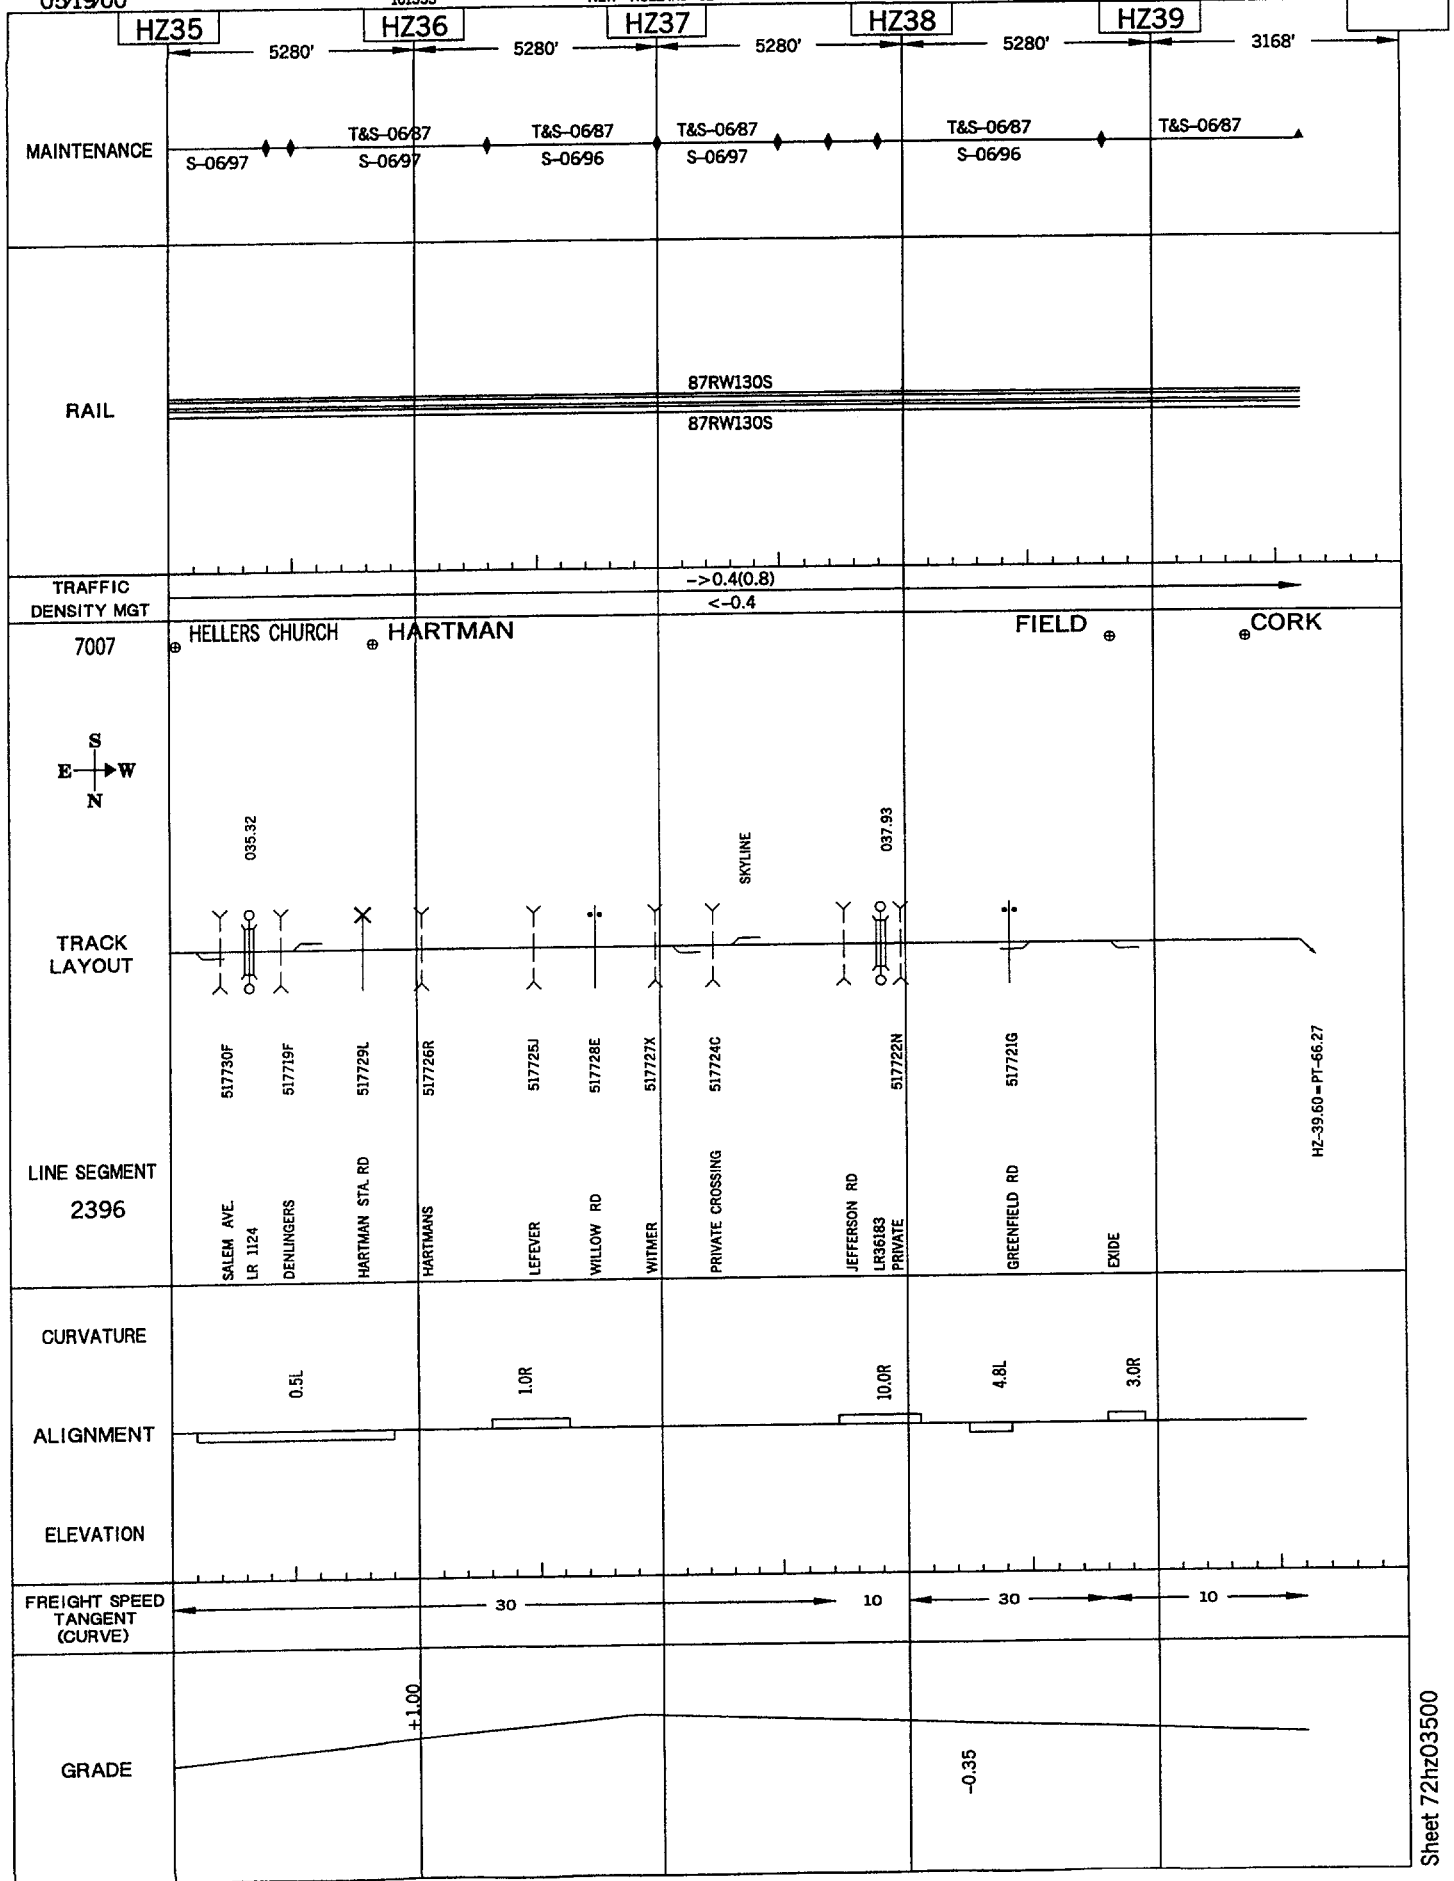 05/19/00
HZ35 HZ36 HZ37 HZ38 HZ39
5280' 5280' 5280' 5280' 3168'
MAINTENANCE
T&S-06/87 T&S-06/87 T&S-06/87 T&S-06/87 T&S-06/87
S-06/97 S-06/97 S-06/96 S-06/97 S-06/96
RAIL
87RW130S
87RW130S
TRAFFIC
DENSITY MGT
->0.4(0.8)
<-0.4
7007
HELLERS CHURCH HARTMAN FIELD CORK
S
E W
N
035.32 SKYLINE 037.93
TRACK
LAYOUT
517730F 517719F 517729L 517726R 517725J 517728E 517727X 517724C 517722N 517721G
HZ-39.60=PT-66.27
LINE SEGMENT
2396
SALEM AVE.
LR 1124
DENLINGERS
HARTMAN STA. RD
HARTMANS
LEFEVER
WILLOW RD
WITMER
PRIVATE CROSSING
JEFFERSON RD
LR36183
PRIVATE
GREENFIELD RD
EXIDE
CURVATURE
0.5L 1.0R 10.0R 4.8L 3.0R
ALIGNMENT
ELEVATION
FREIGHT SPEED
TANGENT
(CURVE)
30 10 30 10
GRADE
+1.00
-0.35
Sheet 72hz03500